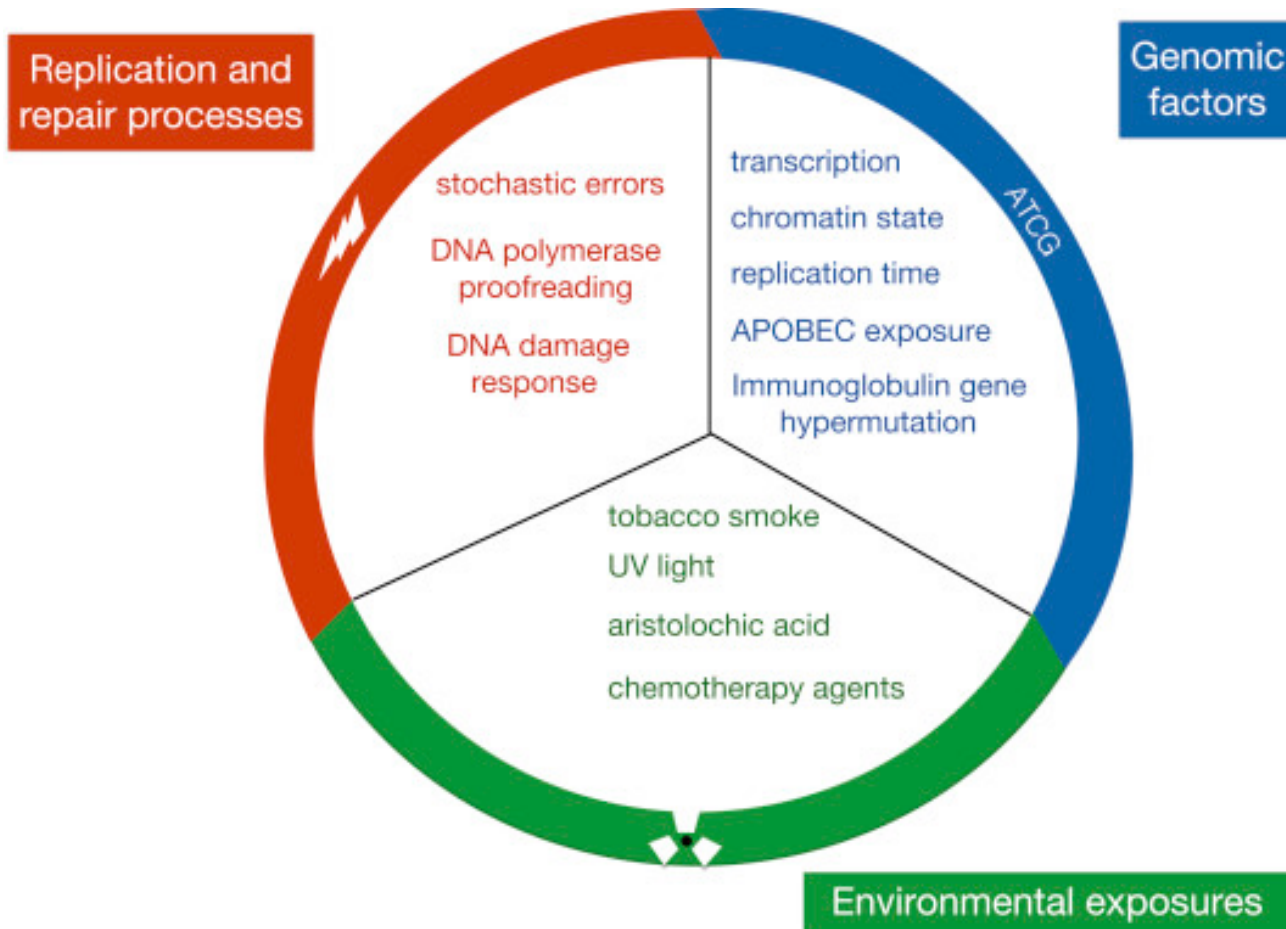 Replication and
repair processes
Genomic
factors
stochastic errors
DNA polymerase
proofreading
DNA damage
response
transcription
chromatin state
replication time
APOBEC exposure
Immunoglobulin gene
hypermutation
ATCG
tobacco smoke
UV light
aristolochic acid
chemotherapy agents
Environmental exposures